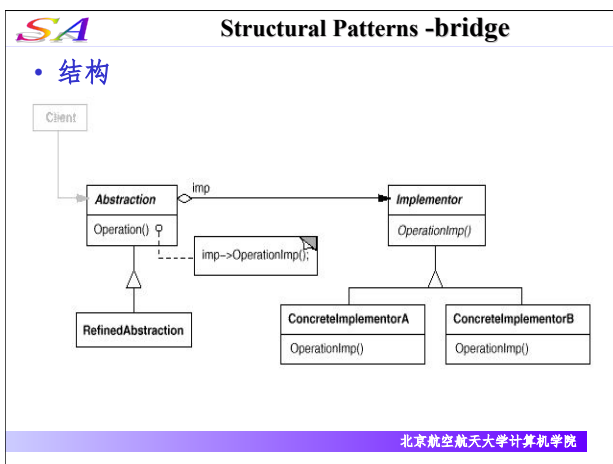 SA
Structural Patterns -bridge
• 结构
Client
imp
Abstraction
Implementor
Operation()
OperationImp()
imp->OperationImp();
RefinedAbstraction
ConcreteImplementorA
ConcreteImplementorB
OperationImp()
OperationImp()
北京航空航天大学计算机学院